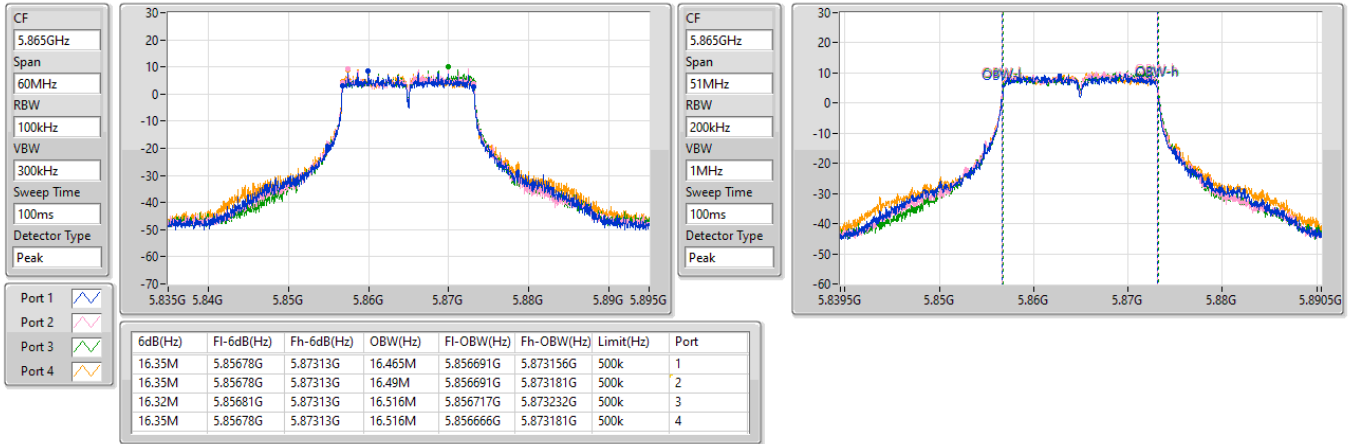 CF
5.865GHz
Span
60MHz
RBW
100kHz
VBW
300kHz
Sweep Time
100ms
Detector Type
Peak
30
20
10
0
-10
-20
-30
-40
-50
-60
-70
5.835G 5.84G 5.85G 5.86G 5.87G 5.88G 5.89G 5.895G
CF
5.865GHz
Span
51MHz
RBW
200kHz
VBW
1MHz
Sweep Time
100ms
Detector Type
Peak
30
20
10
0
-10
-20
-30
-40
-50
-60
OBW-l OBW-h
5.8395G 5.85G 5.86G 5.87G 5.88G 5.8905G
Port 1
Port 2
Port 3
Port 4
6dB(Hz) Fl-6dB(Hz) Fh-6dB(Hz) OBW(Hz) Fl-OBW(Hz) Fh-OBW(Hz) Limit(Hz) Port
16.35M 5.85678G 5.87313G 16.465M 5.856691G 5.873156G 500k 1
16.35M 5.85678G 5.87313G 16.49M 5.856691G 5.873181G 500k 2
16.32M 5.85681G 5.87313G 16.516M 5.856717G 5.873232G 500k 3
16.35M 5.85678G 5.87313G 16.516M 5.856666G 5.873181G 500k 4